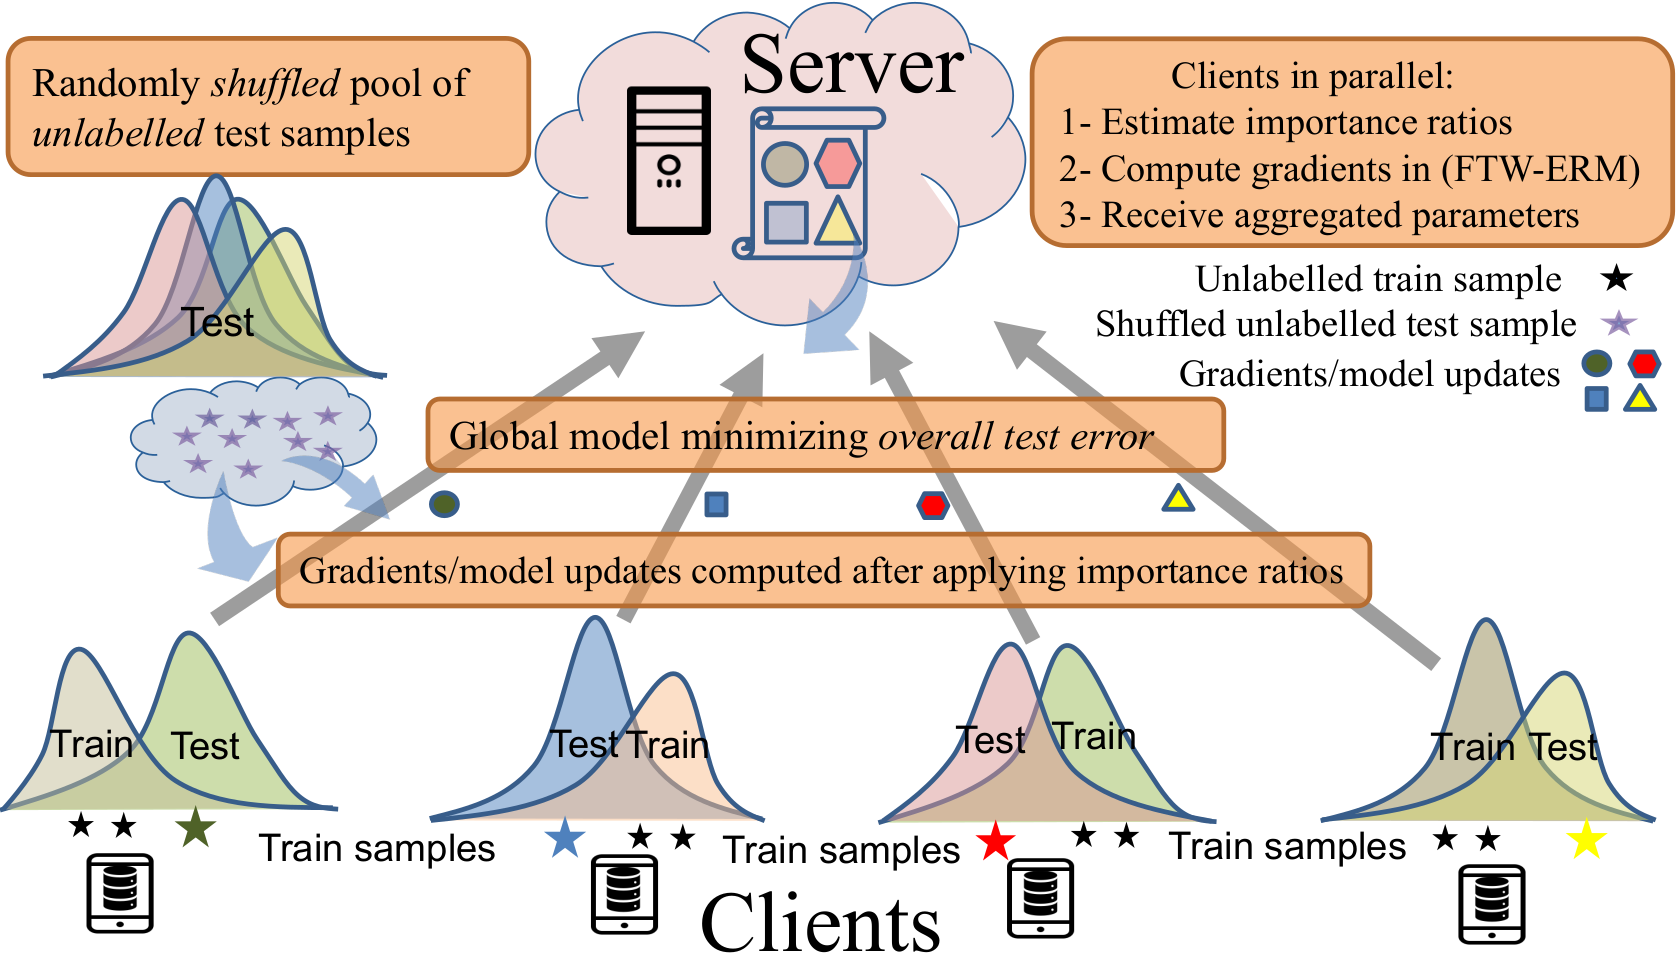 Server
Randomly shuffled pool of
unlabelled test samples
Clients in parallel:
1- Estimate importance ratios
2- Compute gradients in (FTW-ERM)
3- Receive aggregated parameters
Unlabelled train sample
Shuffled unlabelled test sample
Gradients/model updates
Test
Global model minimizing overall test error
Gradients/model updates computed after applying importance ratios
Train Test
Test Train
Test Train
Train Test
Train samples
Train samples
Train samples
Clients